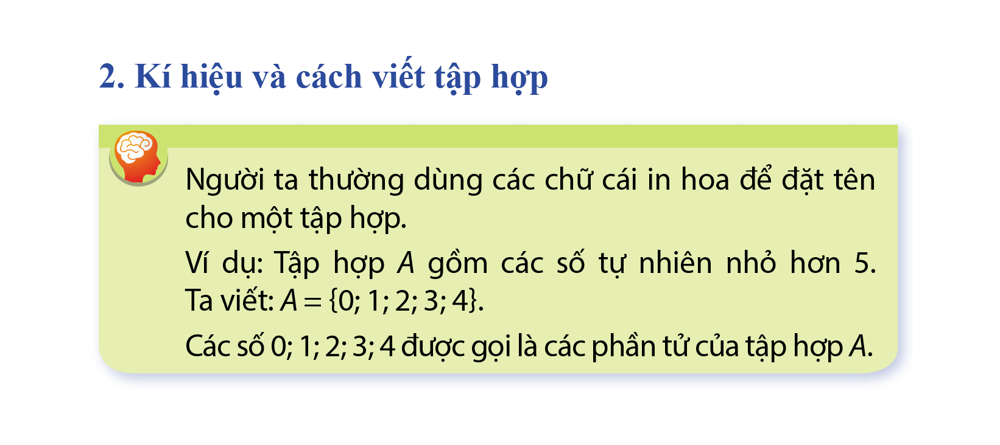 2. Kí hiệu và cách viết tập hợp
Người ta thường dùng các chữ cái in hoa để đặt tên
cho một tập hợp.
Ví dụ: Tập hợp A gồm các số tự nhiên nhỏ hơn 5.
Ta viết: A = {0; 1; 2; 3; 4}.
Các số 0; 1; 2; 3; 4 được gọi là các phần tử của tập hợp A.